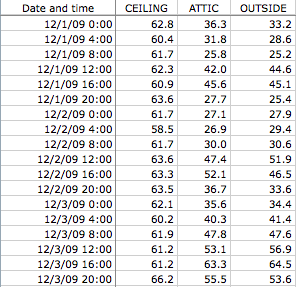 Date and time CEILING ATTIC OUTSIDE
12/1/09 0:00 62.8 36.3 33.2
12/1/09 4:00 60.4 31.8 28.6
12/1/09 8:00 61.7 25.8 25.2
12/1/09 12:00 62.3 42.0 44.6
12/1/09 16:00 60.9 45.6 45.1
12/1/09 20:00 63.6 27.7 25.4
12/2/09 0:00 61.7 27.1 27.9
12/2/09 4:00 58.5 26.9 29.4
12/2/09 8:00 61.7 30.0 30.6
12/2/09 12:00 63.6 47.4 51.9
12/2/09 16:00 63.3 52.1 46.5
12/2/09 20:00 63.5 36.7 33.6
12/3/09 0:00 62.1 35.6 34.4
12/3/09 4:00 60.2 40.3 41.4
12/3/09 8:00 61.9 47.8 47.6
12/3/09 12:00 61.2 53.1 56.9
12/3/09 16:00 61.2 63.3 64.5
12/3/09 20:00 66.2 55.5 53.6